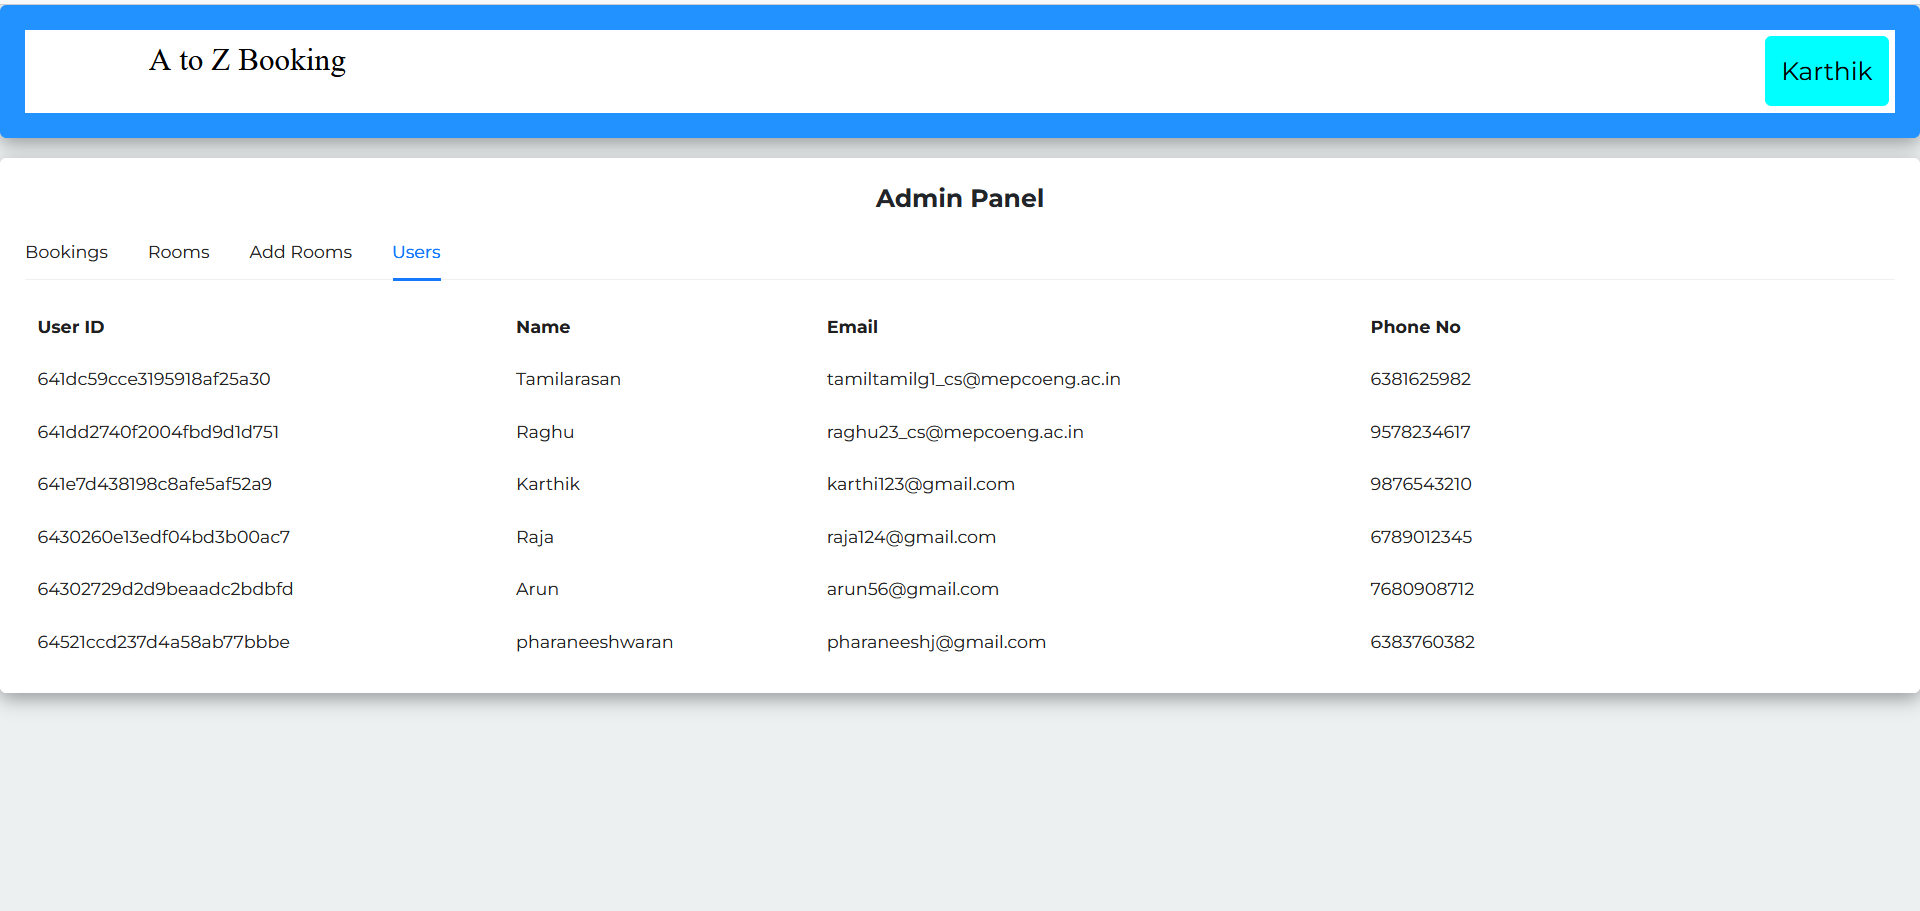 A to Z Booking
Karthik
Admin Panel
Bookings Rooms Add Rooms Users
User ID Name Email Phone No
641dc59cce3195918af25a30 Tamilarasan tamiltamilg1_cs@mepcoeng.ac.in 6381625982
641dd2740f2004fbd9d1d751 Raghu raghu23_cs@mepcoeng.ac.in 9578234617
641e7d438198c8afe5af52a9 Karthik karthi123@gmail.com 9876543210
6430260e13edf04bd3b00ac7 Raja raja124@gmail.com 6789012345
64302729d2d9beaadc2bdbfd Arun arun56@gmail.com 7680908712
64521ccd237d4a58ab77bbbe pharaneeshwaran pharaneeshj@gmail.com 6383760382